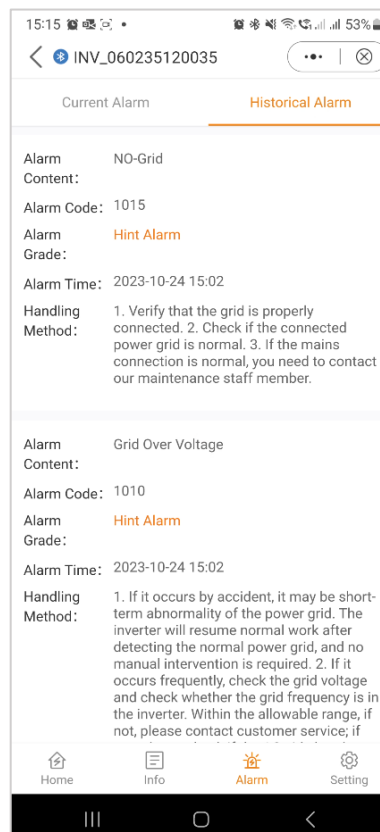 15:15
53%
INV_060235120035
Current Alarm
Historical Alarm
Alarm Content: NO-Grid
Alarm Code: 1015
Alarm Grade: Hint Alarm
Alarm Time: 2023-10-24 15:02
Handling Method: 1. Verify that the grid is properly
connected. 2. Check if the connected
power grid is normal. 3. If the mains
connection is normal, you need to contact
our maintenance staff member.
Alarm Content: Grid Over Voltage
Alarm Code: 1010
Alarm Grade: Hint Alarm
Alarm Time: 2023-10-24 15:02
Handling Method: 1. If it occurs by accident, it may be short-
term abnormality of the power grid. The
inverter will resume normal work after
detecting the normal power grid, and no
manual intervention is required. 2. If it
occurs frequently, check the grid voltage
and check whether the grid frequency is in
the inverter. Within the allowable range, if
not, please contact customer service; if
Home
Info
Alarm
Setting